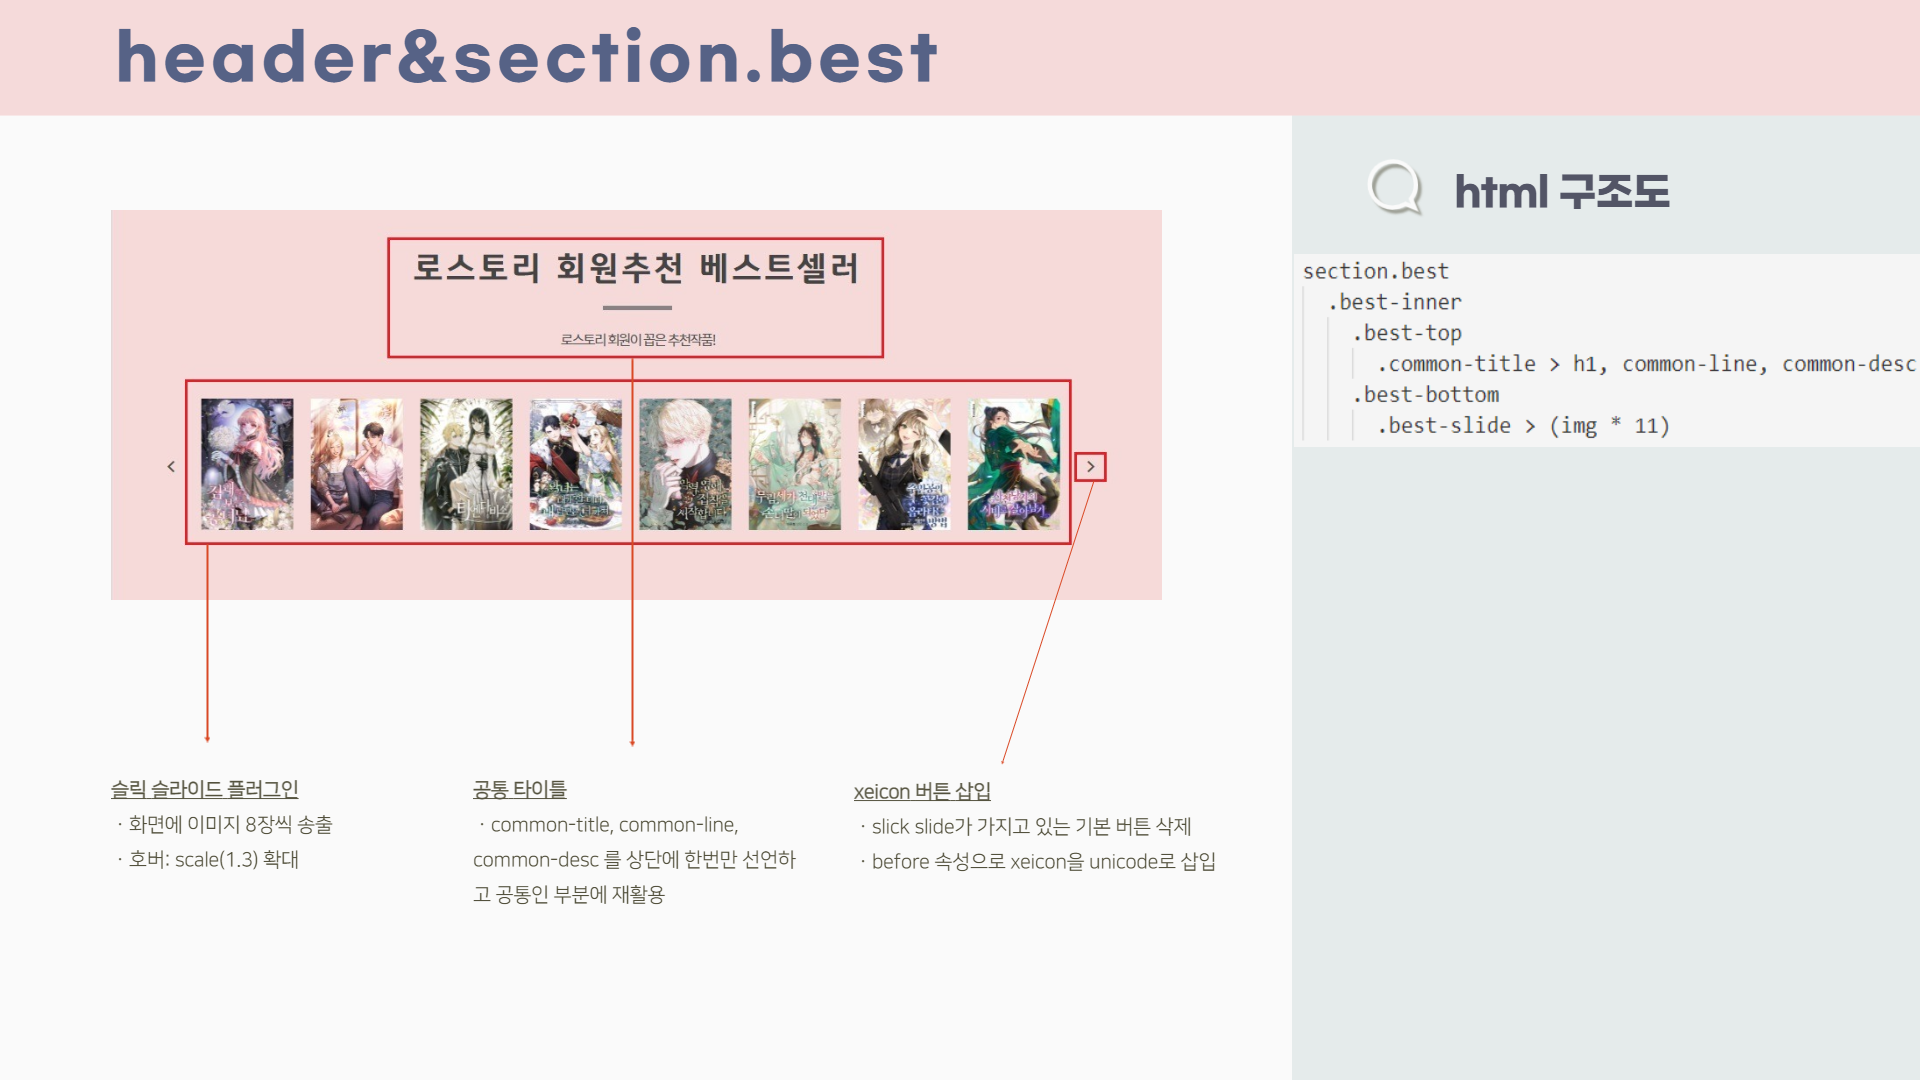 header&section.best
로스토리 회원추천 베스트셀러
로스토리 회원이 꼽은 추천작품!
슬릭 슬라이드 플러그인
· 화면에 이미지 8장씩 송출
· 호버: scale(1.3) 확대
공통 타이틀
· common-title, common-line,
common-desc 를 상단에 한번만 선언하
고 공통인 부분에 재활용
xeicon 버튼 삽입
· slick slide가 가지고 있는 기본 버튼 삭제
· before 속성으로 xeicon을 unicode로 삽입
html 구조도
section.best
.best-inner
.best-top
.common-title > h1, common-line, common-desc
.best-bottom
.best-slide > (img * 11)